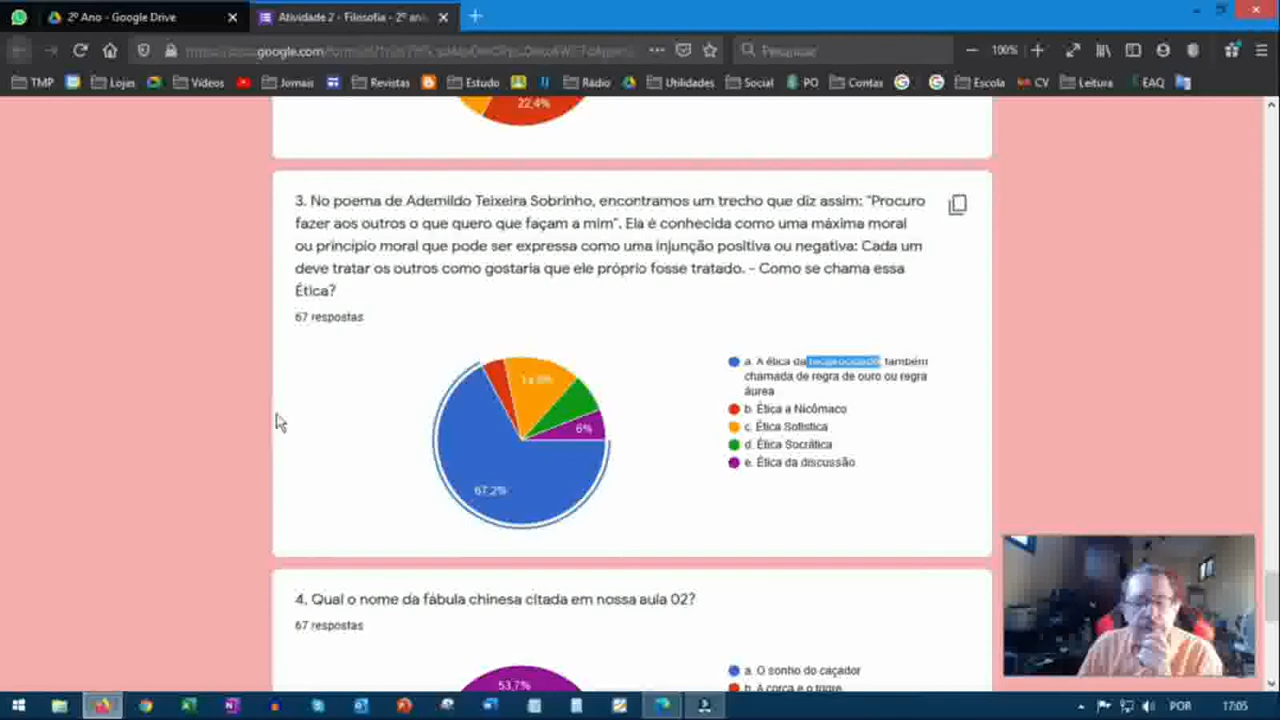 2º Ano - Google Drive
Atividade 2 - Filosofia - 2º an
google.com
100%
Pesquisar
TMP
Lojas
Vídeos
Jornais
Revistas
Estudo
Rádio
Utilidades
Social
PO
Contas
Escola
CV
Leitura
EAQ
22,4%
3. No poema de Ademildo Teixeira Sobrinho, encontramos um trecho que diz assim: "Procuro
fazer aos outros o que quero que façam a mim". Ela é conhecida como uma máxima moral
ou princípio moral que pode ser expressa como uma injunção positiva ou negativa: Cada um
deve tratar os outros como gostaria que ele próprio fosse tratado. - Como se chama essa
Ética?
67 respostas
67,2%
6%
a. A ética da reciprocidade, também
chamada de regra de ouro ou regra
áurea
b. Ética a Nicômaco
c. Ética Sofística
d. Ética Socrática
e. Ética da discussão
4. Qual o nome da fábula chinesa citada em nossa aula 02?
67 respostas
53,7%
a. O sonho do caçador
b. A corça e o tigre
POR
17:05